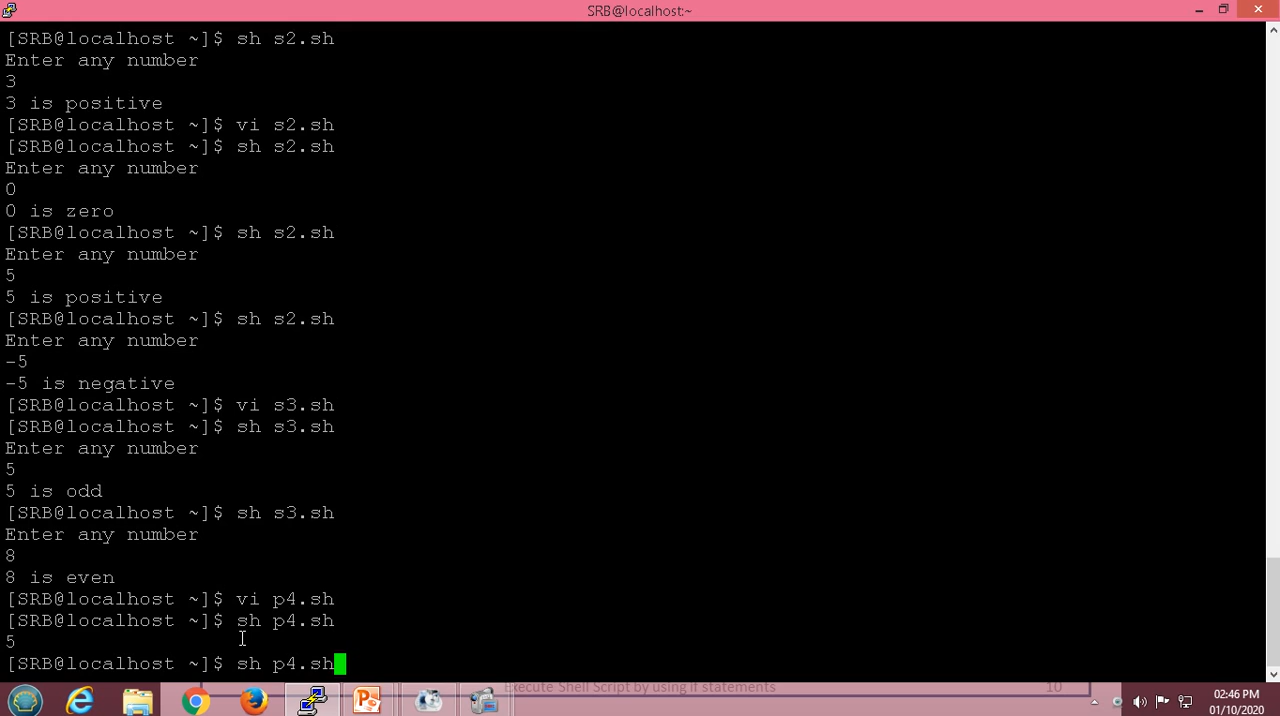 SRB@localhost:~
[SRB@localhost ~]$ sh s2.sh
Enter any number
3
3 is positive
[SRB@localhost ~]$ vi s2.sh
[SRB@localhost ~]$ sh s2.sh
Enter any number
0
0 is zero
[SRB@localhost ~]$ sh s2.sh
Enter any number
5
5 is positive
[SRB@localhost ~]$ sh s2.sh
Enter any number
-5
-5 is negative
[SRB@localhost ~]$ vi s3.sh
[SRB@localhost ~]$ sh s3.sh
Enter any number
5
5 is odd
[SRB@localhost ~]$ sh s3.sh
Enter any number
8
8 is even
[SRB@localhost ~]$ vi p4.sh
[SRB@localhost ~]$ sh p4.sh
5
[SRB@localhost ~]$ sh p4.sh
Execute Shell Script by using if statements
10
02:46 PM
01/10/2020